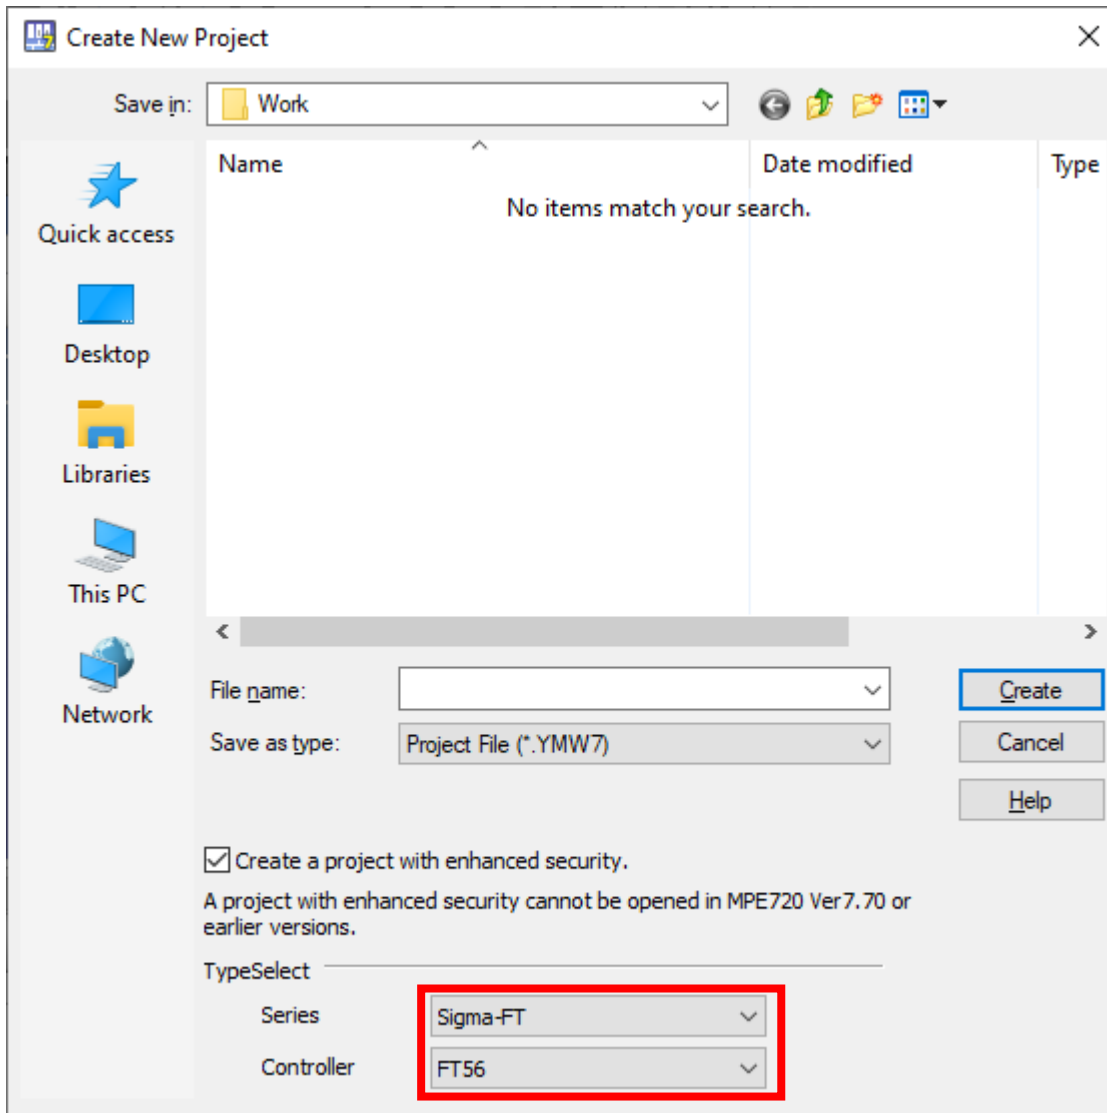 Create New Project
Save in: Work
Name Date modified Type
No items match your search.
Quick access
Desktop
Libraries
This PC
Network
File name: Create
Save as type: Project File (*.YMW7) Cancel
Help
Create a project with enhanced security.
A project with enhanced security cannot be opened in MPE720 Ver7.70 or
earlier versions.
TypeSelect
Series Sigma-FT
Controller FT56